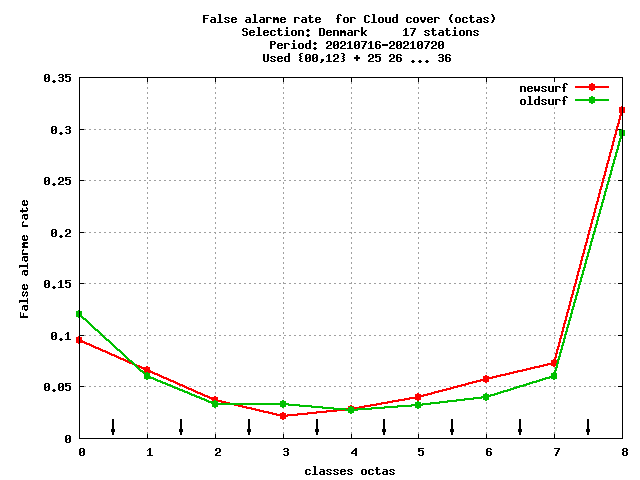 False alarme rate  for Cloud cover (octas)
Selection: Denmark     17 stations
Period: 20210716-20210720
Used {00,12} + 25 26 ... 36
newsurf
oldsurf
0.35
0.3
0.25
0.2
0.15
0.1
0.05
0
False alarme rate
0 1 2 3 4 5 6 7 8
classes octas